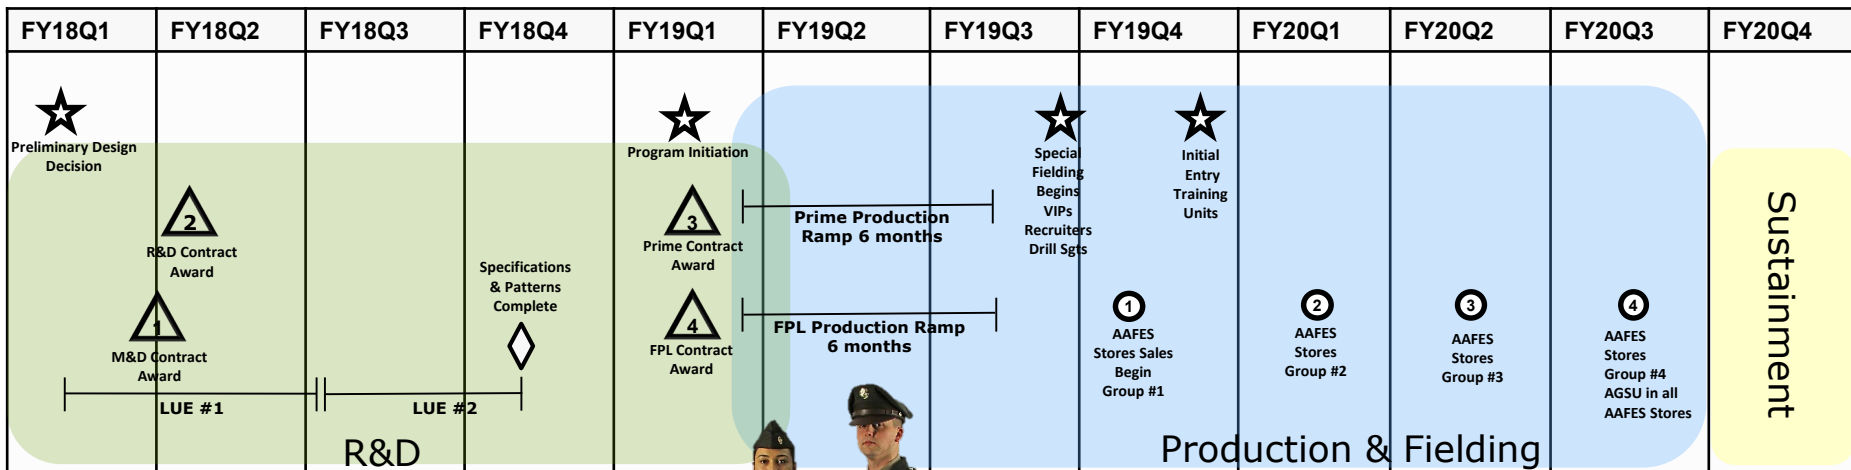 FY18Q1 FY18Q2 FY18Q3 FY18Q4 FY19Q1 FY19Q2 FY19Q3 FY19Q4 FY20Q1 FY20Q2 FY20Q3 FY20Q4
Preliminary Design
Decision
Program Initiation
Special
Fielding
Begins
VIPs
Recruiters
Drill Sgts
Initial
Entry
Training
Units
2
R&D Contract
Award
3
Prime Contract
Award
Prime Production
Ramp 6 months
Specifications
& Patterns
Complete
1
M&D Contract
Award
4
FPL Contract
Award
FPL Production Ramp
6 months
1
AAFES
Stores Sales
Begin
Group #1
2
AAFES
Stores
Group #2
3
AAFES
Stores
Group #3
4
AAFES
Stores
Group #4
AGSU in all
AAFES Stores
LUE #1
LUE #2
R&D
Production & Fielding
Sustainment